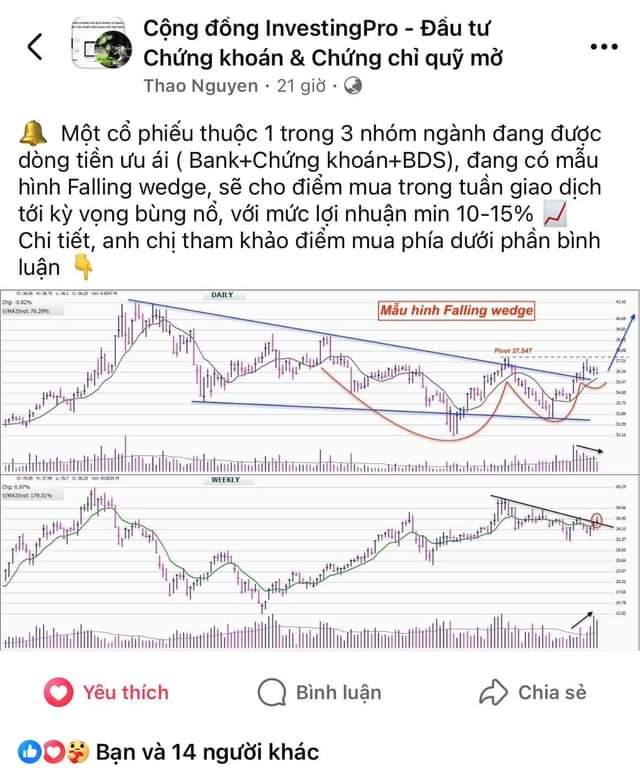 Cộng đồng InvestingPro - Đầu tư
Chứng khoán & Chứng chỉ quỹ mở
Thao Nguyen · 21 giờ ·
Một cổ phiếu thuộc 1 trong 3 nhóm ngành đang được
dòng tiền ưu ái ( Bank+Chứng khoán+BDS), đang có mẫu
hình Falling wedge, sẽ cho điểm mua trong tuần giao dịch
tới kỳ vọng bùng nổ, với mức lợi nhuận min 10-15%
Chi tiết, anh chị tham khảo điểm mua phía dưới phần bình
luận
DAILY
Chg: -0.82%
V/MA20vol: 76.29%
Mẫu hình Falling wedge
Pivot 37.547
WEEKLY
Chg: 0.97%
V/MA20vol: 179.51%
Yêu thích
Bình luận
Chia sẻ
Bạn và 14 người khác